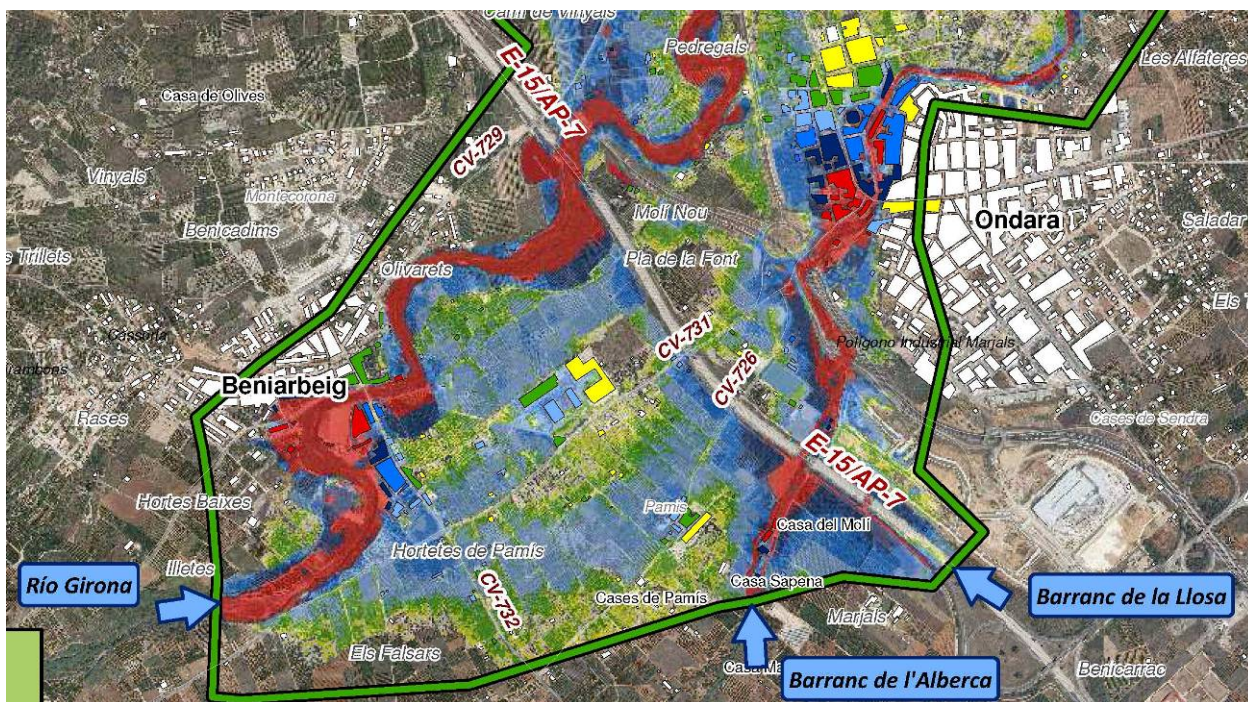 Camí de Vinyals
Pedregals
Les Allateres
E-15/AP-7
Casa de Olives
CV-729
Vinyals
Montecorona
Benicadims
Molí Nou
Ondara
Saladar
s Trillets
Olivarets
Pla de la Font
Els
CV-731
Polígono Industrial Marjals
CV-726
Beniarbeig
Rases
Cases de Sendra
E-15/AP-7
Hortes Baixes
Pamis
Casa del Molí
Illetes
Hortetes de Pamís
Río Girona
Casa Sapena
Cases de Pamís
Barranc de la Llosa
CV-732
Marjals
Els Falsars
Barranc de l'Alberca
Benicarrac